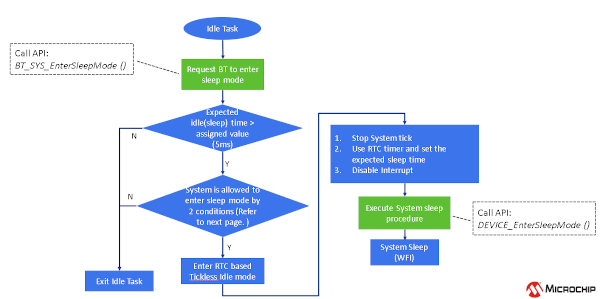 Idle Task
Call API:
BT_SYS_EnterSleepMode ()
Request BT to enter
sleep mode
Expected
idle(sleep) time >
assigned value
(5ms)
N
Y
System is allowed to
enter sleep mode by
2 conditions (Refer
to next page. )
N
Y
Exit Idle Task
Enter RTC based
Tickless Idle mode
1. Stop System tick
2. Use RTC timer and set the
expected sleep time
3. Disable Interrupt
Execute System sleep
procedure
Call API:
DEVICE_EnterSleepMode ()
System Sleep
(WFI)
MICROCHIP